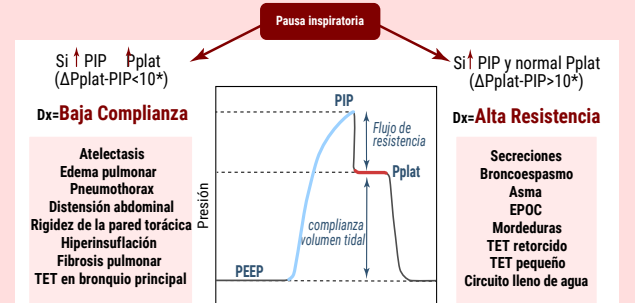 Pausa inspiratoria
Si ↑ PIP ↑ Pplat
(ΔPplat-PIP<10*)
Dx=Baja Complianza
Atelectasis
Edema pulmonar
Pneumothorax
Distensión abdominal
Rigidez de la pared torácica
Hiperinsuflación
Fibrosis pulmonar
TET en bronquio principal
Presión
PIP
Flujo de
resistencia
Pplat
complianza
volumen tidal
PEEP
Si ↑ PIP y normal Pplat
(ΔPplat-PIP>10*)
Dx=Alta Resistencia
Secreciones
Broncoespasmo
Asma
EPOC
Mordeduras
TET retorcido
TET pequeño
Circuito lleno de agua